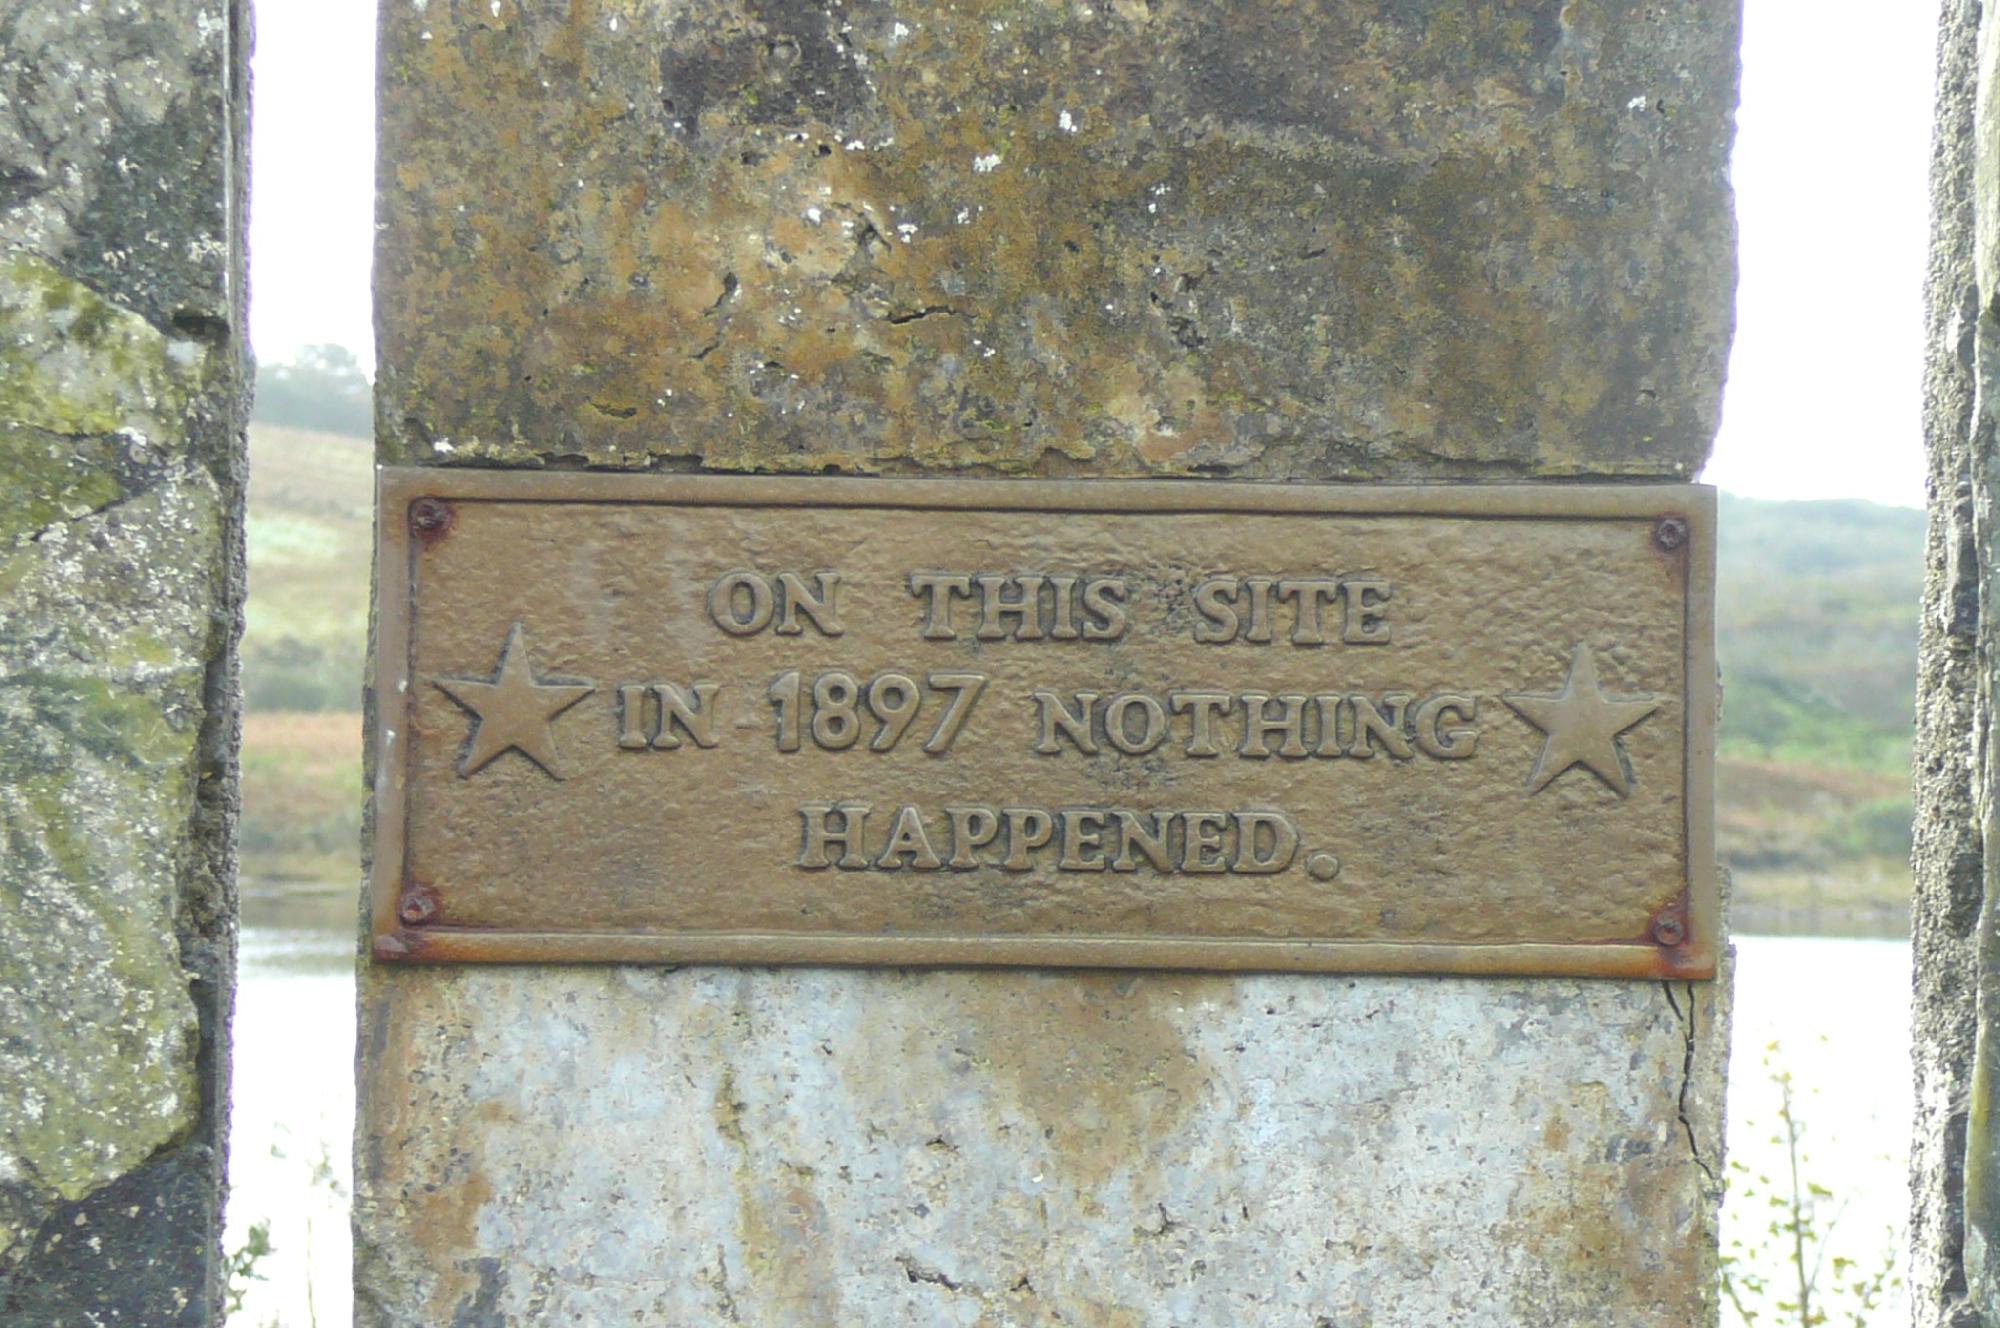 ON THIS SITE
IN 1897 NOTHING
HAPPENED.